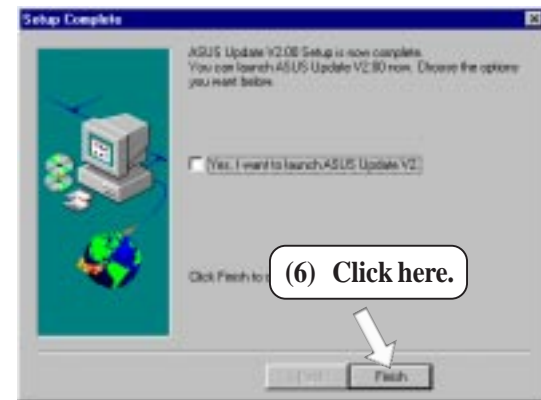 Setup Complete
ASUS Update V2.00 Setup is now complete.
You can launch ASUS Update V2.00 now. Choose the options
you want below.
Yes, I want to launch ASUS Update V2.
Click Finish to
(6) Click here.
Finish